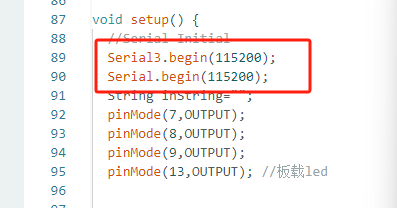 86
87 void setup() {
88 //Serial Initial
89 Serial3.begin(115200);
90 Serial.begin(115200);
91 String inString="";
92 pinMode(7,OUTPUT);
93 pinMode(8,OUTPUT);
94 pinMode(9,OUTPUT);
95 pinMode(13,OUTPUT); //板载led
96
97